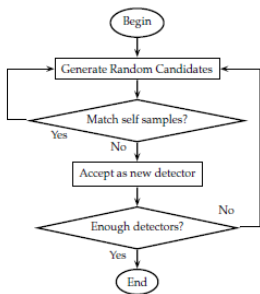 Begin
Generate Random Candidates
Match self samples?
Yes
No
Accept as new detector
No
Enough detectors?
Yes
End